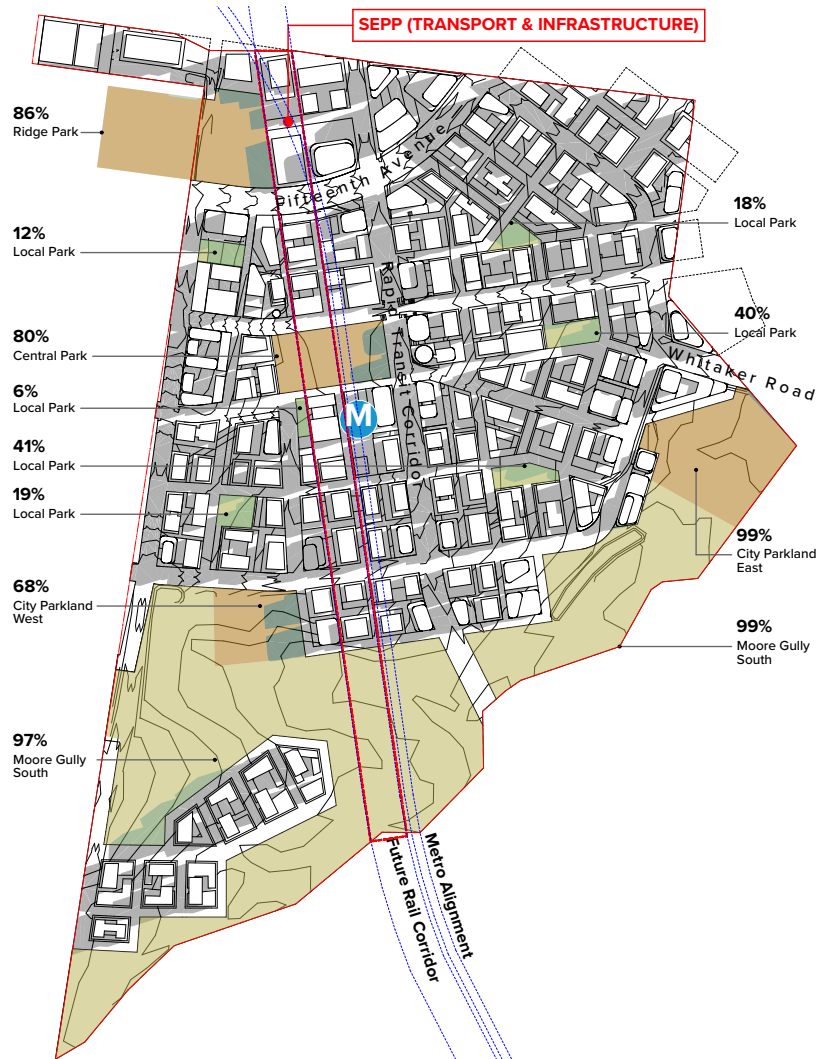 SEPP (TRANSPORT & INFRASTRUCTURE)
86%
Ridge Park
Fifteenth Avenue
12%
Local Park
18%
Local Park
Rapid Transit Corridor
80%
Central Park
40%
Local Park
Whitaker Road
6%
Local Park
M
41%
Local Park
19%
Local Park
99%
City Parkland
East
68%
City Parkland
West
99%
Moore Gully
South
97%
Moore Gully
South
Future Rail Corridor
Metro Alignment